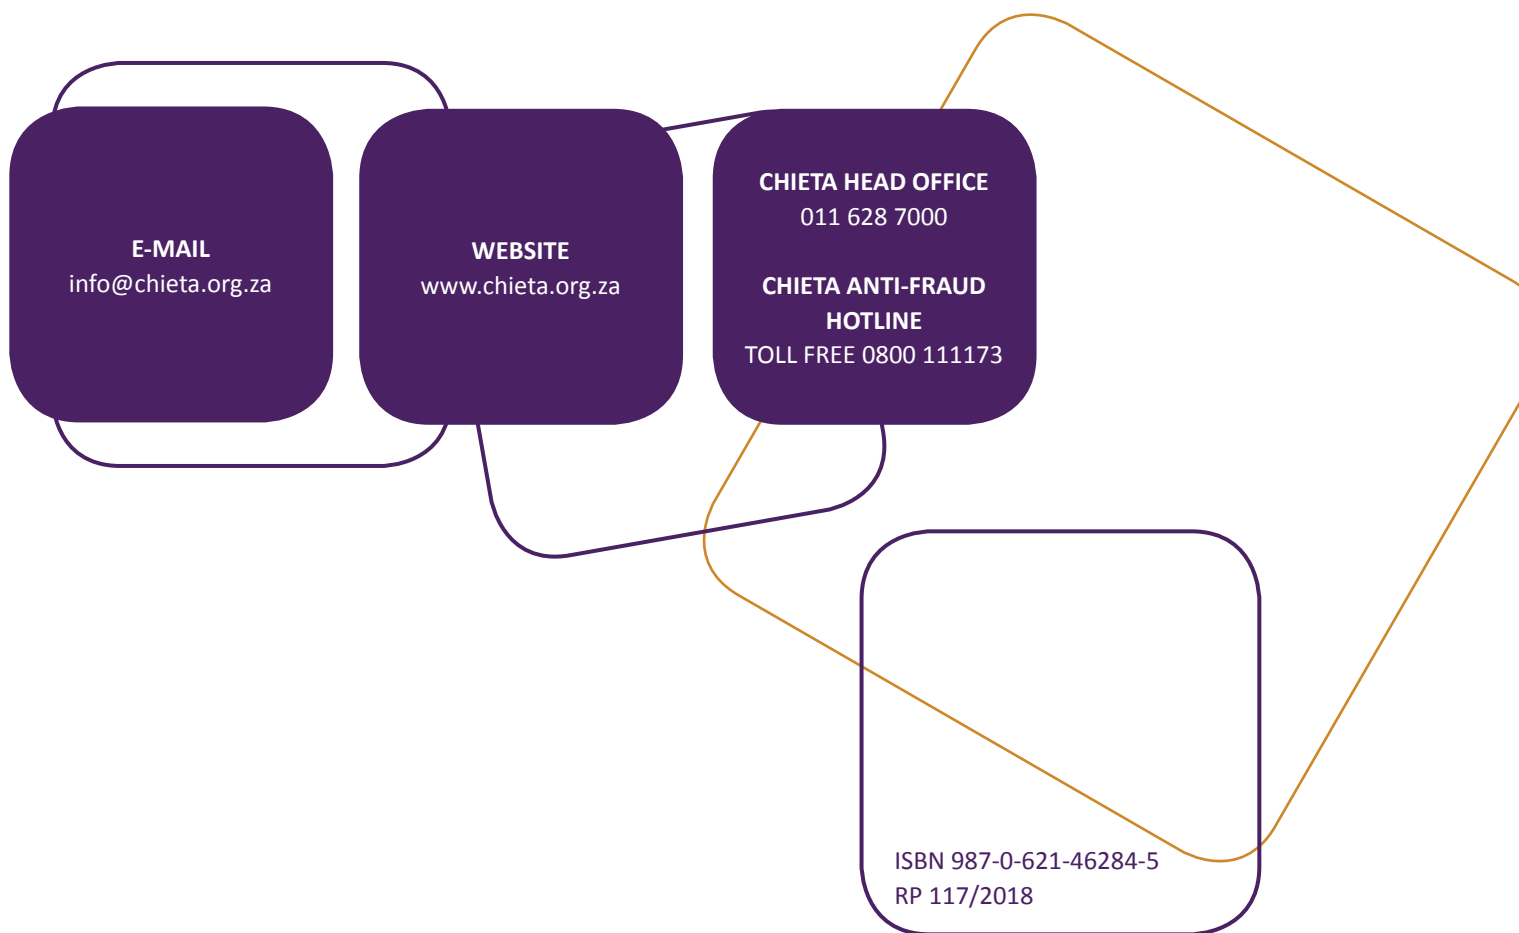 E-MAIL
info@chieta.org.za
WEBSITE
www.chieta.org.za
CHIETA HEAD OFFICE
011 628 7000
CHIETA ANTI-FRAUD
HOTLINE
TOLL FREE 0800 111173
ISBN 987-0-621-46284-5
RP 117/2018